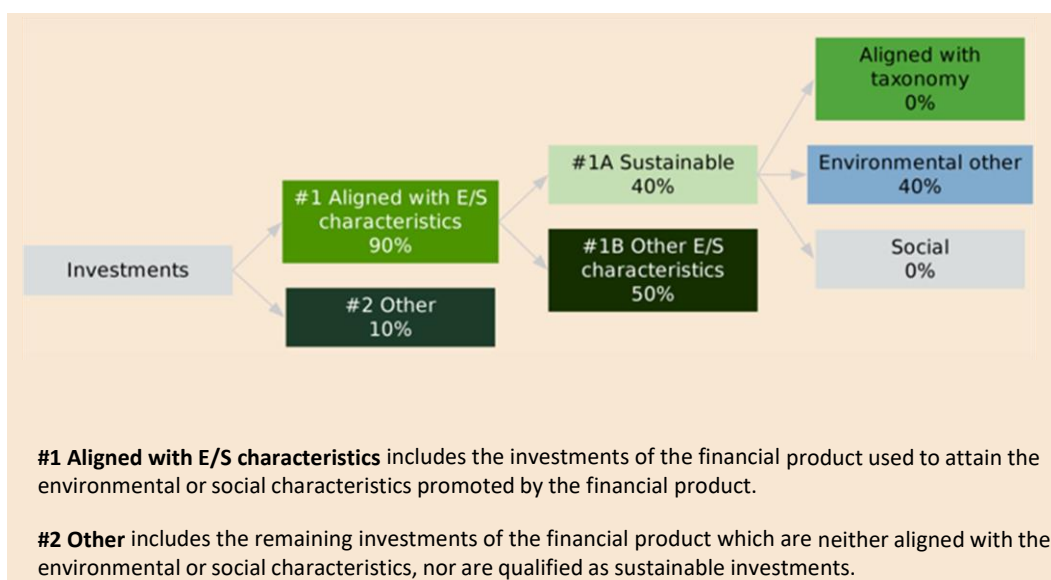 Investments
#1 Aligned with E/S
characteristics
90%
#2 Other
10%
#1A Sustainable
40%
#1B Other E/S
characteristics
50%
Aligned with
taxonomy
0%
Environmental other
40%
Social
0%
#1 Aligned with E/S characteristics includes the investments of the financial product used to attain the
environmental or social characteristics promoted by the financial product.
#2 Other includes the remaining investments of the financial product which are neither aligned with the
environmental or social characteristics, nor are qualified as sustainable investments.